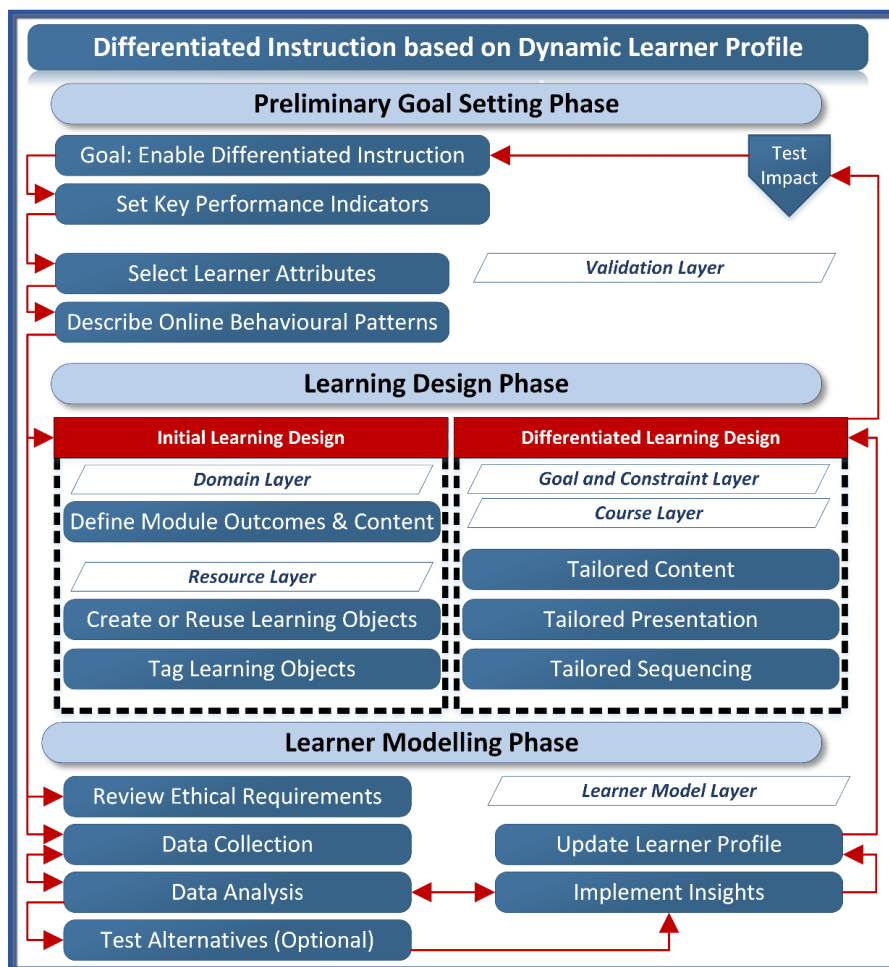 Differentiated Instruction based on Dynamic Learner Profile
Preliminary Goal Setting Phase
Goal: Enable Differentiated Instruction
Test
Impact
Set Key Performance Indicators
Select Learner Attributes
Validation Layer
Describe Online Behavioural Patterns
Learning Design Phase
Initial Learning Design
Domain Layer
Define Module Outcomes & Content
Resource Layer
Create or Reuse Learning Objects
Tag Learning Objects
Differentiated Learning Design
Goal and Constraint Layer
Course Layer
Tailored Content
Tailored Presentation
Tailored Sequencing
Learner Modelling Phase
Review Ethical Requirements
Learner Model Layer
Data Collection
Update Learner Profile
Data Analysis
Implement Insights
Test Alternatives (Optional)